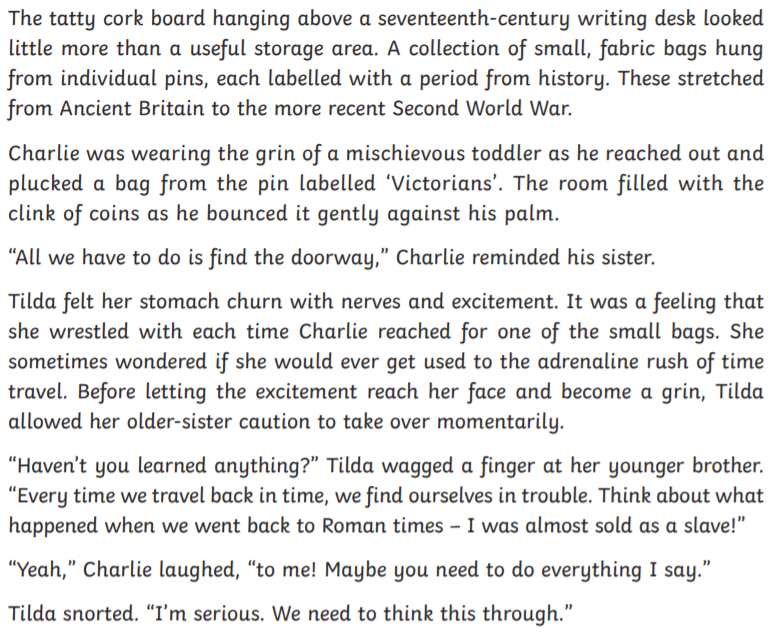 The tatty cork board hanging above a seventeenth-century writing desk looked
little more than a useful storage area. A collection of small, fabric bags hung
from individual pins, each labelled with a period from history. These stretched
from Ancient Britain to the more recent Second World War.
Charlie was wearing the grin of a mischievous toddler as he reached out and
plucked a bag from the pin labelled ‘Victorians’. The room filled with the
clink of coins as he bounced it gently against his palm.
“All we have to do is find the doorway,” Charlie reminded his sister.
Tilda felt her stomach churn with nerves and excitement. It was a feeling that
she wrestled with each time Charlie reached for one of the small bags. She
sometimes wondered if she would ever get used to the adrenaline rush of time
travel. Before letting the excitement reach her face and become a grin, Tilda
allowed her older-sister caution to take over momentarily.
“Haven’t you learned anything?” Tilda wagged a finger at her younger brother.
“Every time we travel back in time, we find ourselves in trouble. Think about what
happened when we went back to Roman times – I was almost sold as a slave!”
“Yeah,” Charlie laughed, “to me! Maybe you need to do everything I say.”
Tilda snorted. “I’m serious. We need to think this through.”